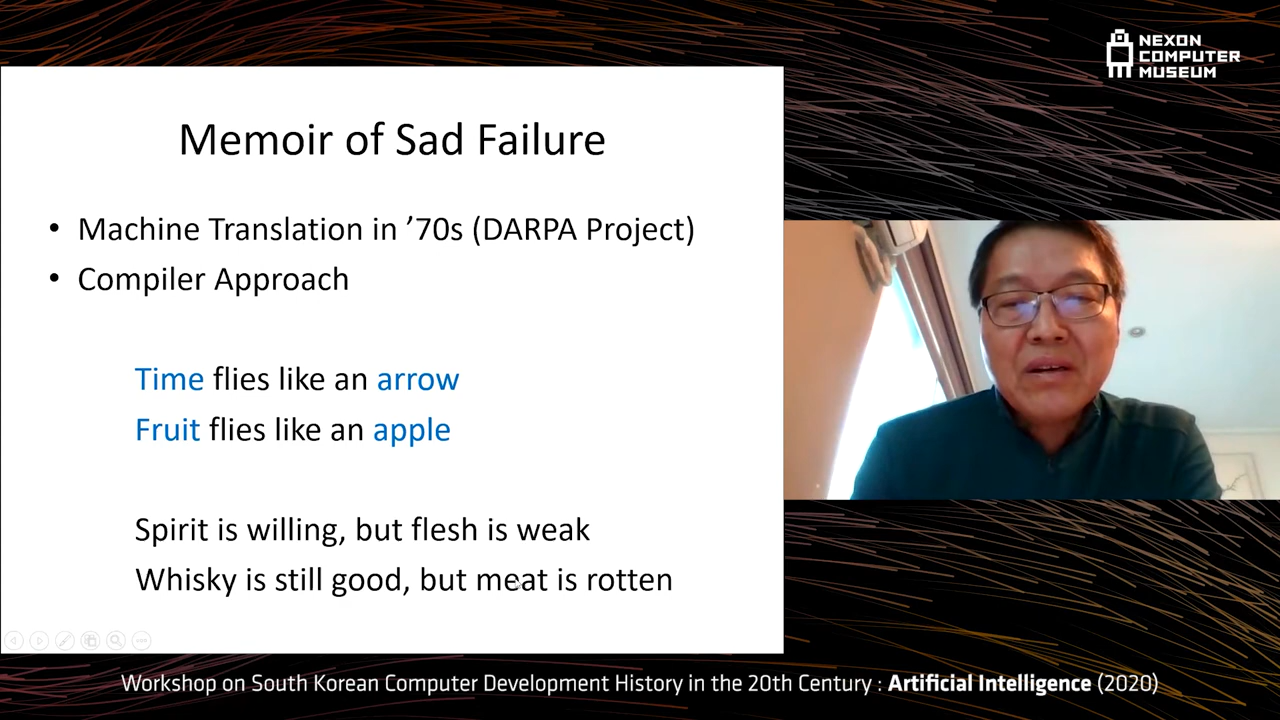 NEXON
COMPUTER
MUSEUM
Memoir of Sad Failure
• Machine Translation in ’70s (DARPA Project)
• Compiler Approach
Time flies like an arrow
Fruit flies like an apple
Spirit is willing, but flesh is weak
Whisky is still good, but meat is rotten
Workshop on South Korean Computer Development History in the 20th Century : Artificial Intelligence (2020)